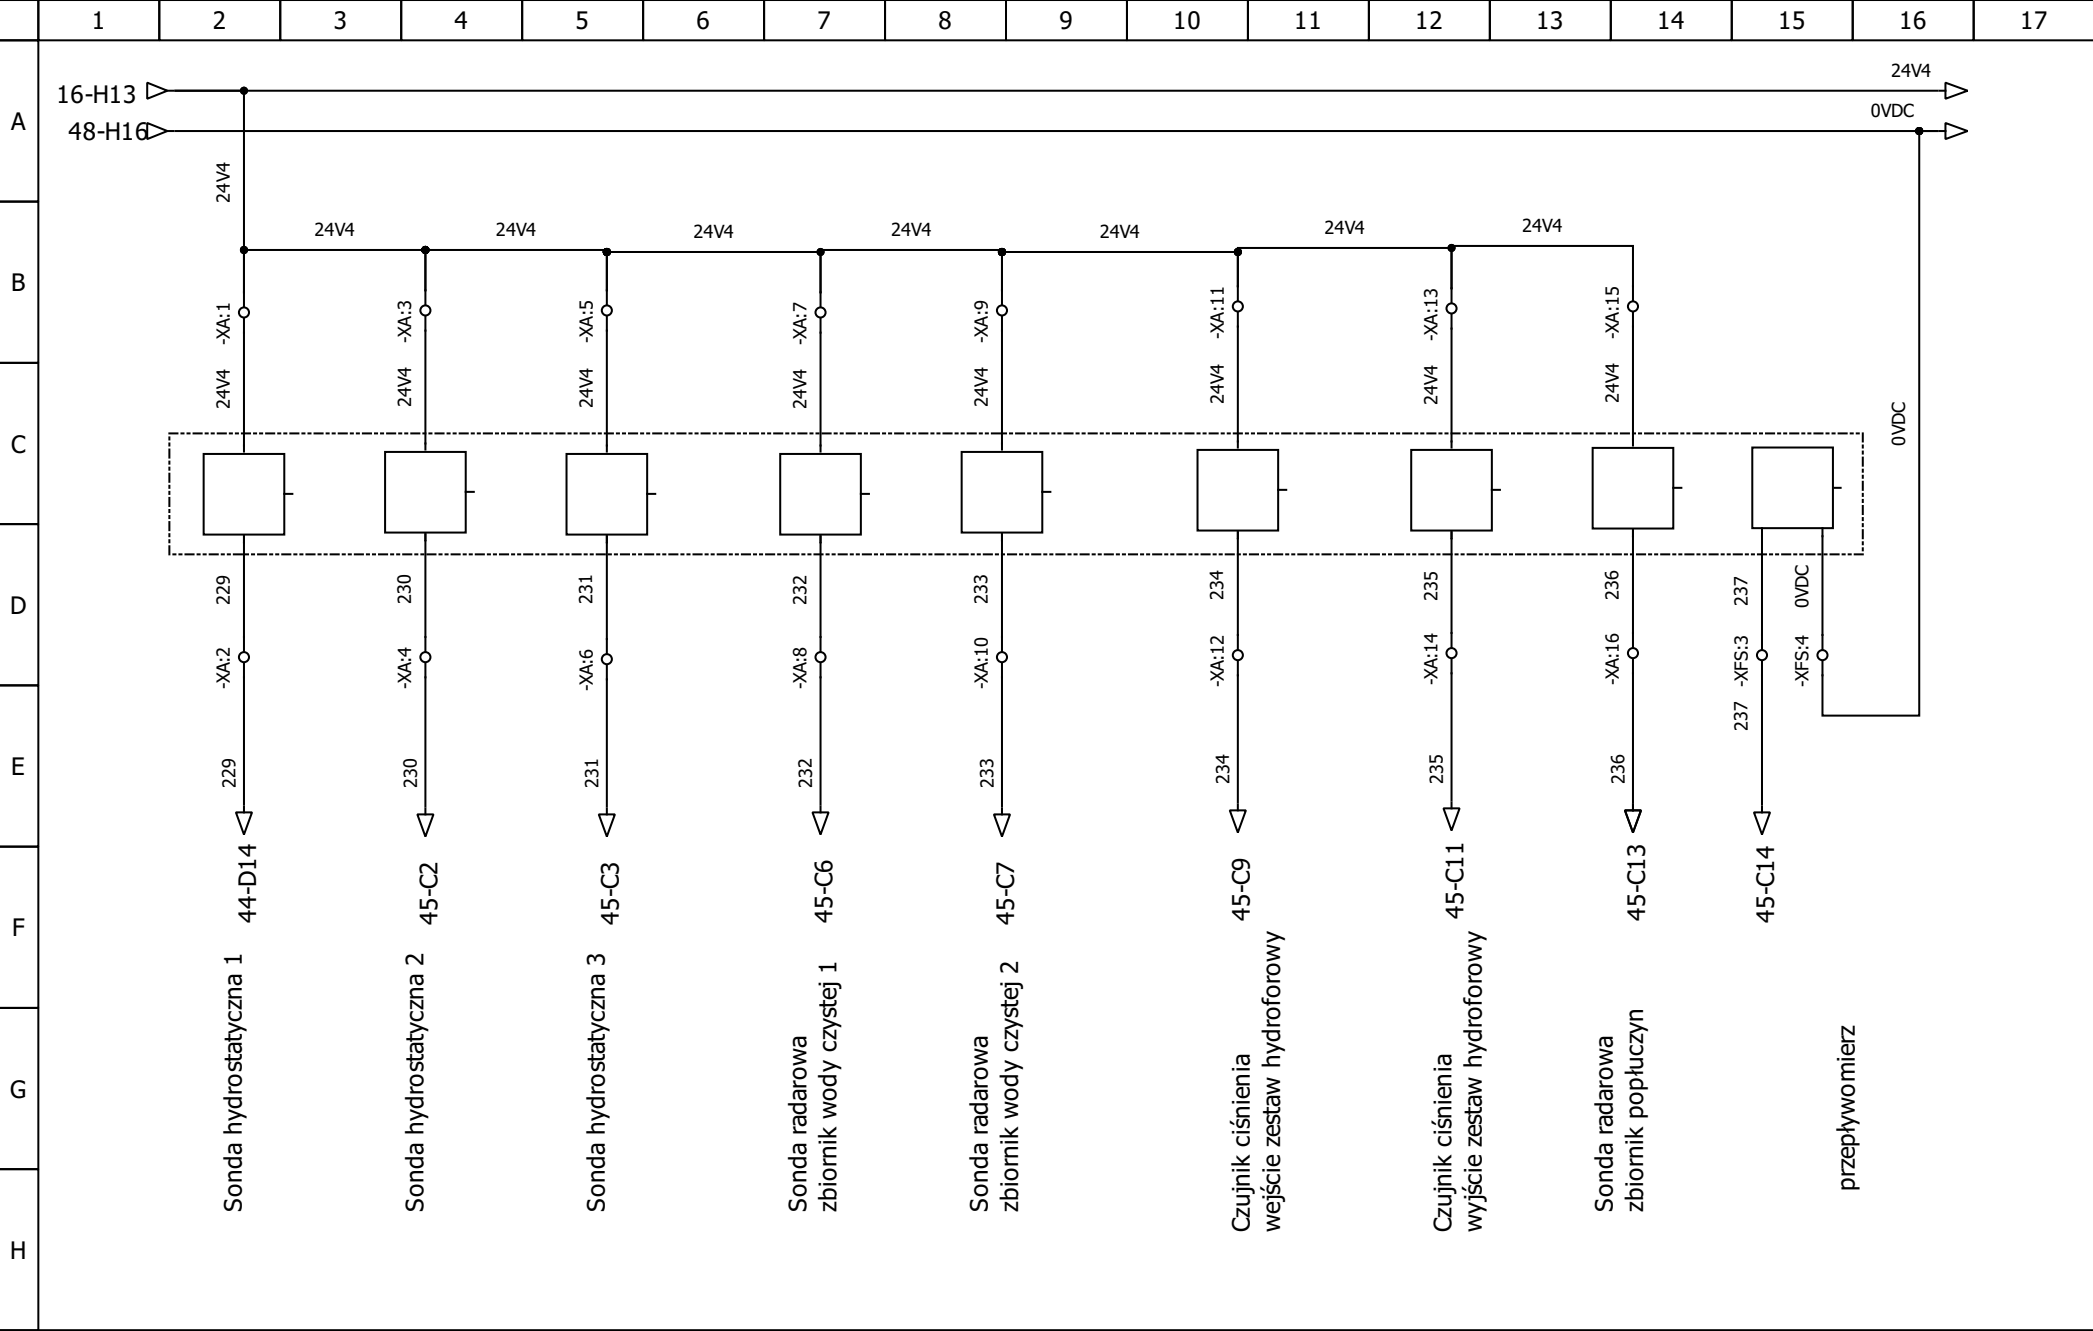 1 2 3 4 5 6 7 8 9 10 11 12 13 14 15 16 17
A
B
C
D
E
F
G
H
16-H13
24V4
48-H16
0VDC
24V4
24V4 24V4 24V4 24V4 24V4 24V4 24V4
-XA:1 -XA:3 -XA:5 -XA:7 -XA:9 -XA:11 -XA:13 -XA:15
24V4 24V4 24V4 24V4 24V4 24V4 24V4 24V4
0VDC
229 230 231 232 233 234 235 236 237 0VDC
-XA:2 -XA:4 -XA:6 -XA:8 -XA:10 -XA:12 -XA:14 -XA:16 -XFS:3 -XFS:4
229 230 231 232 233 234 235 236 237
44-D14 45-C2 45-C3 45-C6 45-C7 45-C9 45-C11 45-C13 45-C14
Sonda hydrostatyczna 1
Sonda hydrostatyczna 2
Sonda hydrostatyczna 3
Sonda radarowa
zbiornik wody czystej 1
Sonda radarowa
zbiornik wody czystej 2
Czujnik ciśnienia
wejście zestaw hydroforowy
Czujnik ciśnienia
wyjście zestaw hydroforowy
Sonda radarowa
zbiornik popłuczyn
przepływomierz